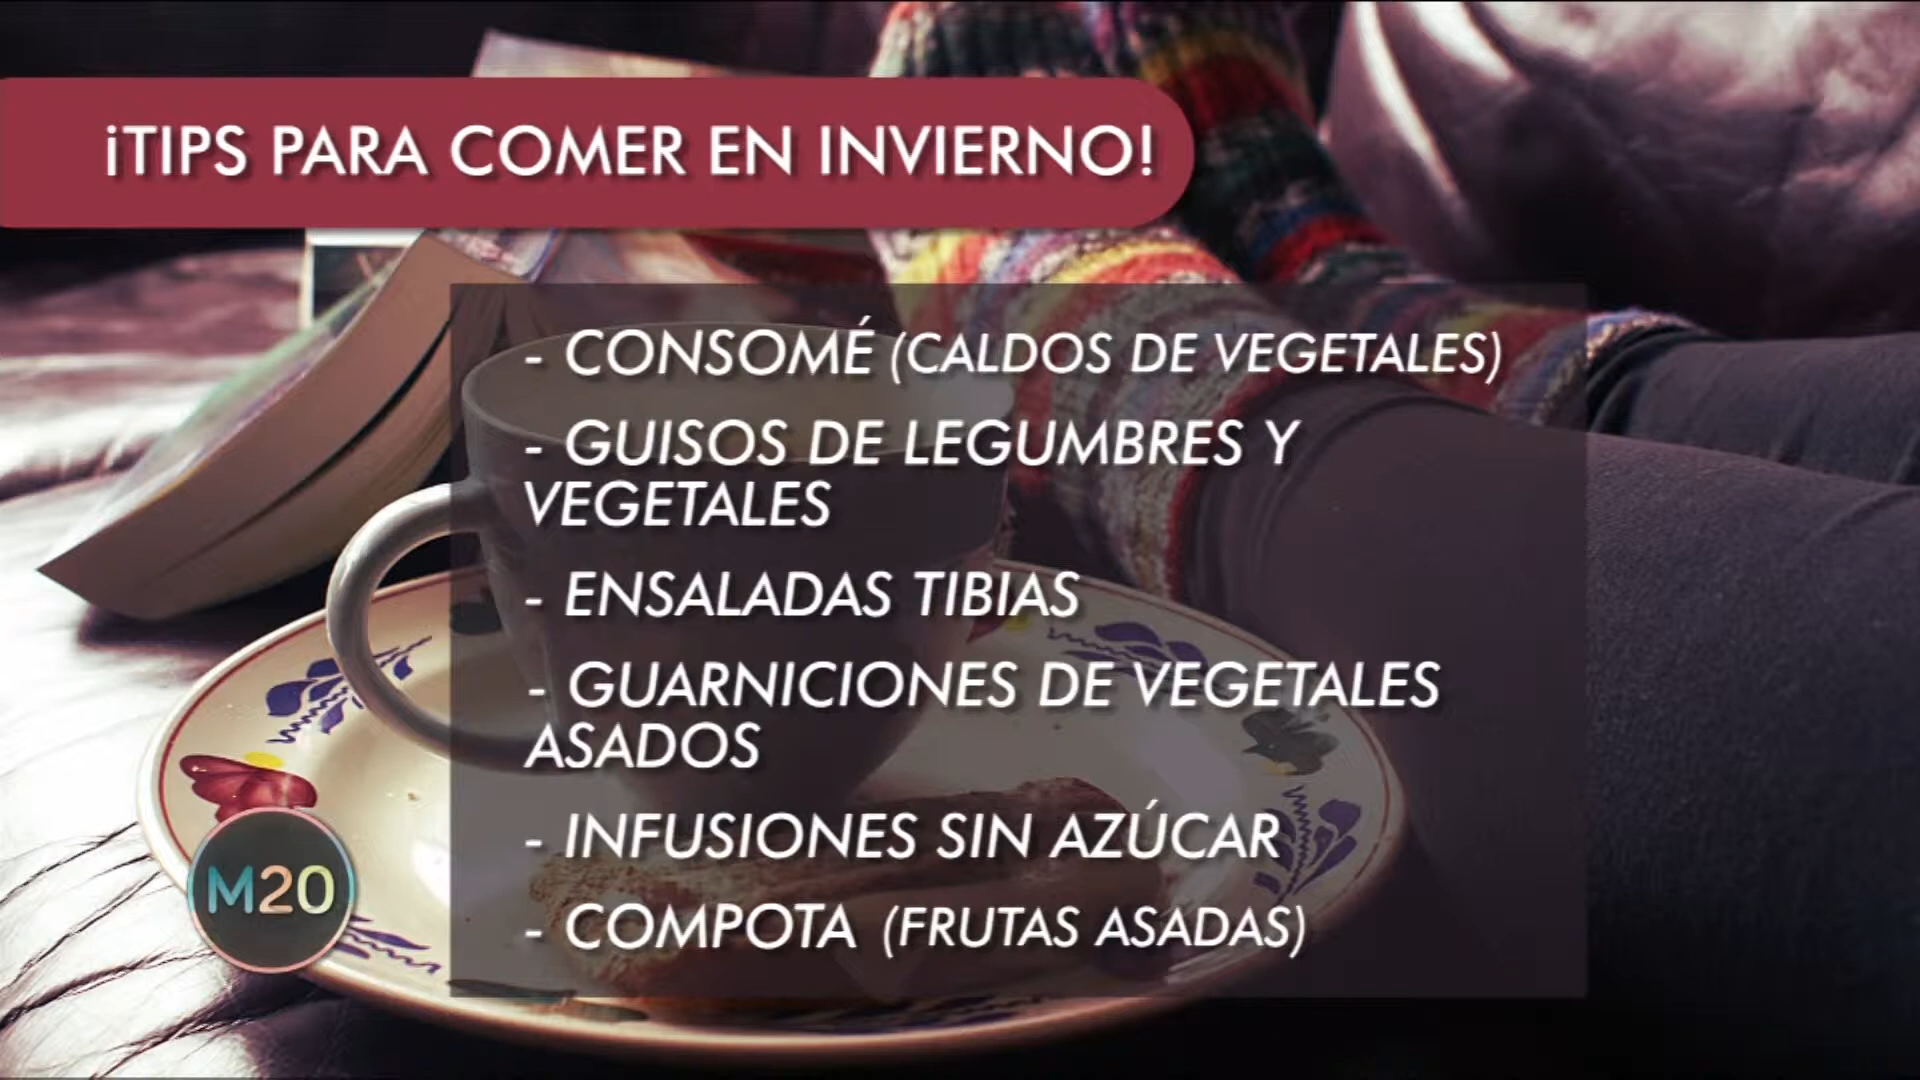 ¡TIPS PARA COMER EN INVIERNO!
- CONSOMÉ (CALDOS DE VEGETALES)
- GUISOS DE LEGUMBRES Y
VEGETALES
- ENSALADAS TIBIAS
- GUARNICIONES DE VEGETALES
ASADOS
- INFUSIONES SIN AZÚCAR
- COMPOTA (FRUTAS ASADAS)
M20